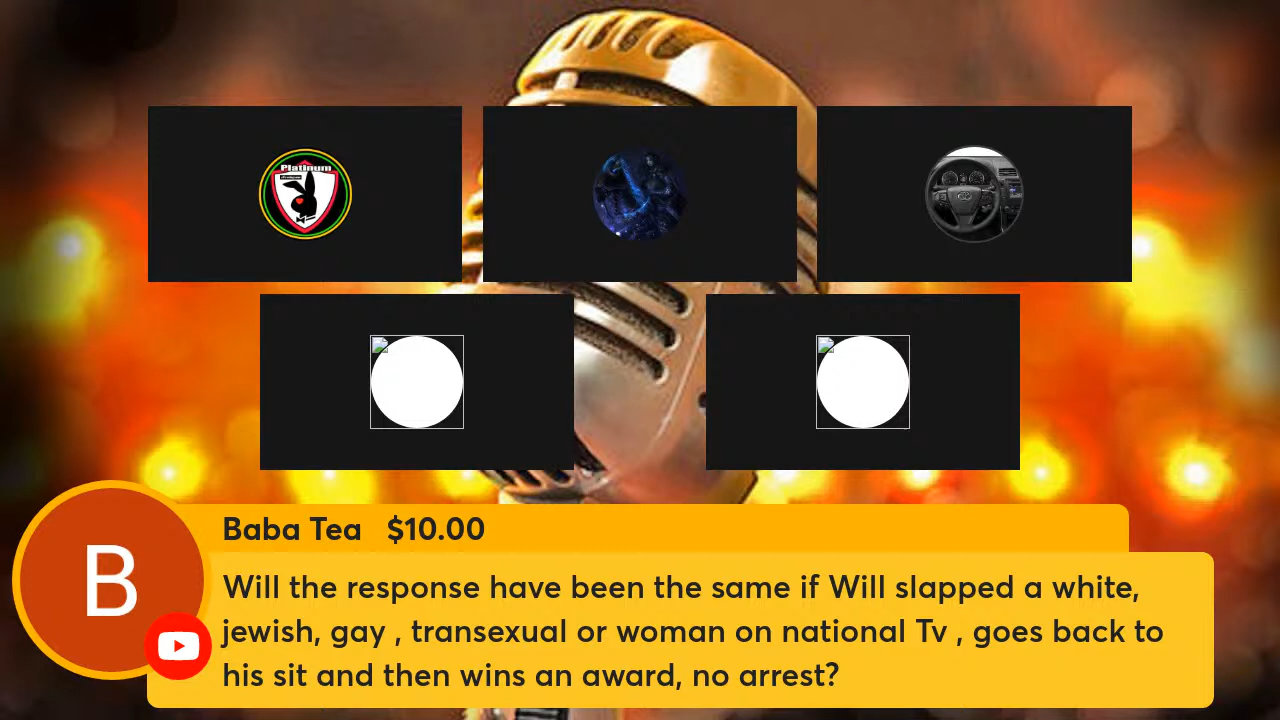 Platinum
B
Baba Tea $10.00
Will the response have been the same if Will slapped a white,
jewish, gay , transexual or woman on national Tv , goes back to
his sit and then wins an award, no arrest?